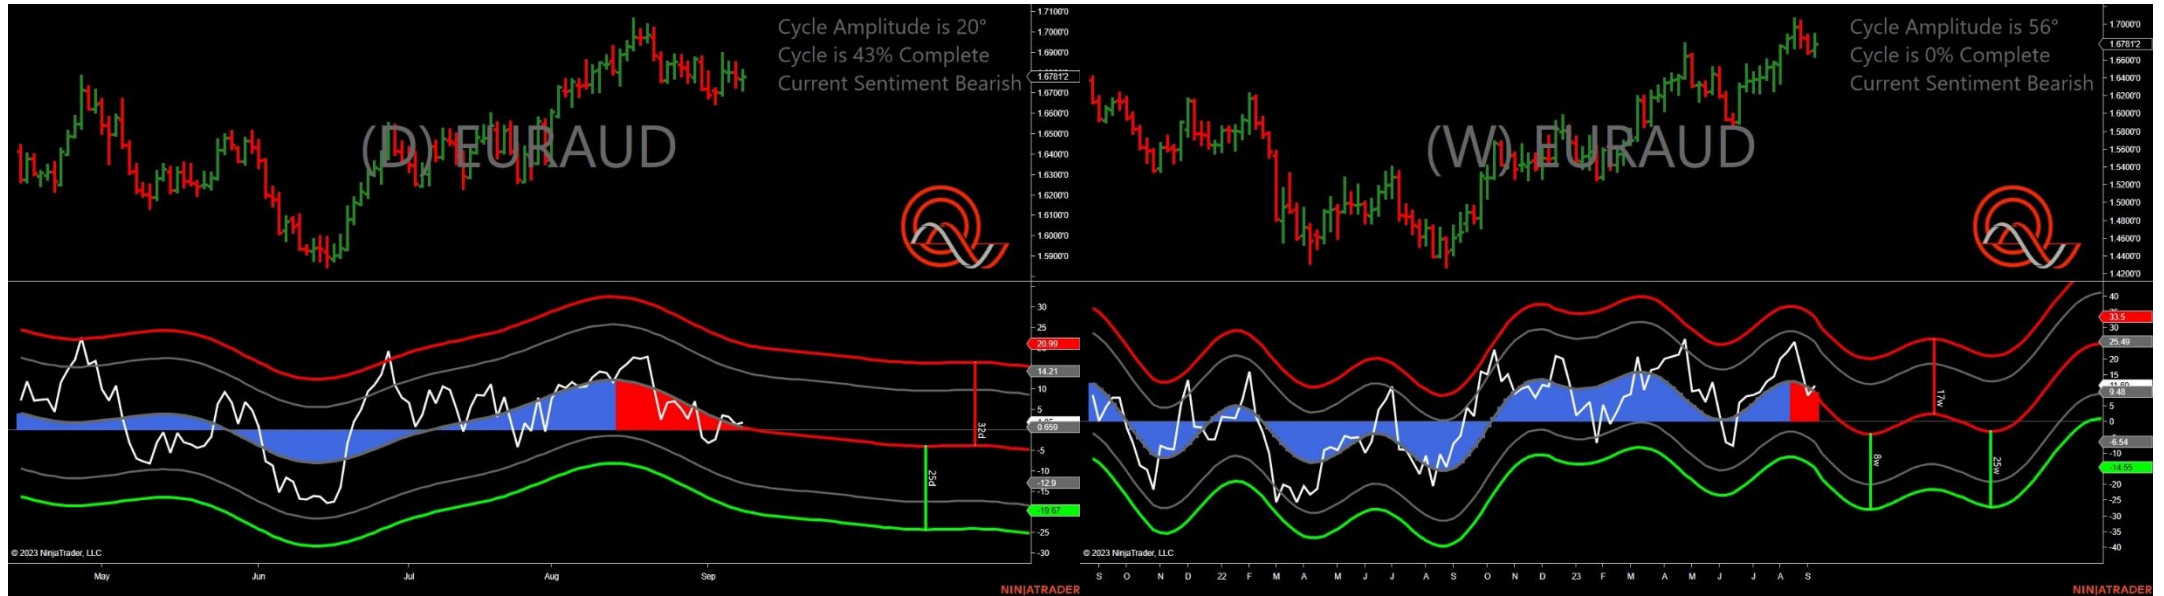 Cycle Amplitude is 20°
Cycle is 43% Complete
Current Sentiment Bearish
(D) EURAUD
1.7100'0
1.7000'0
1.6900'0
1.6781'2
1.6700'0
1.6500'0
1.6400'0
1.6300'0
1.6200'0
1.6100'0
1.6000'0
1.5900'0
30
25
20.99
14.21
10
5
0.659
-5
-10
-12.9
-15
-19.67
-25
-30
32d
25d
© 2023 NinjaTrader, LLC
May
Jun
Jul
Aug
Sep
NINJATRADER
Cycle Amplitude is 56°
Cycle is 0% Complete
Current Sentiment Bearish
(W) EURAUD
1.7000'0
1.6781'2
1.6600'0
1.6400'0
1.6200'0
1.6000'0
1.5800'0
1.5600'0
1.5400'0
1.5200'0
1.5000'0
1.4800'0
1.4600'0
1.4400'0
1.4200'0
40
33.5
30
25.49
20
15
9.48
5
0
-6.54
-10
-14.55
-20
-25
-30
-35
-40
17w
8w
25w
© 2023 NinjaTrader, LLC
S O N D 22 F M A M J J A S O N D 23 F M A M J J A S
NINJATRADER